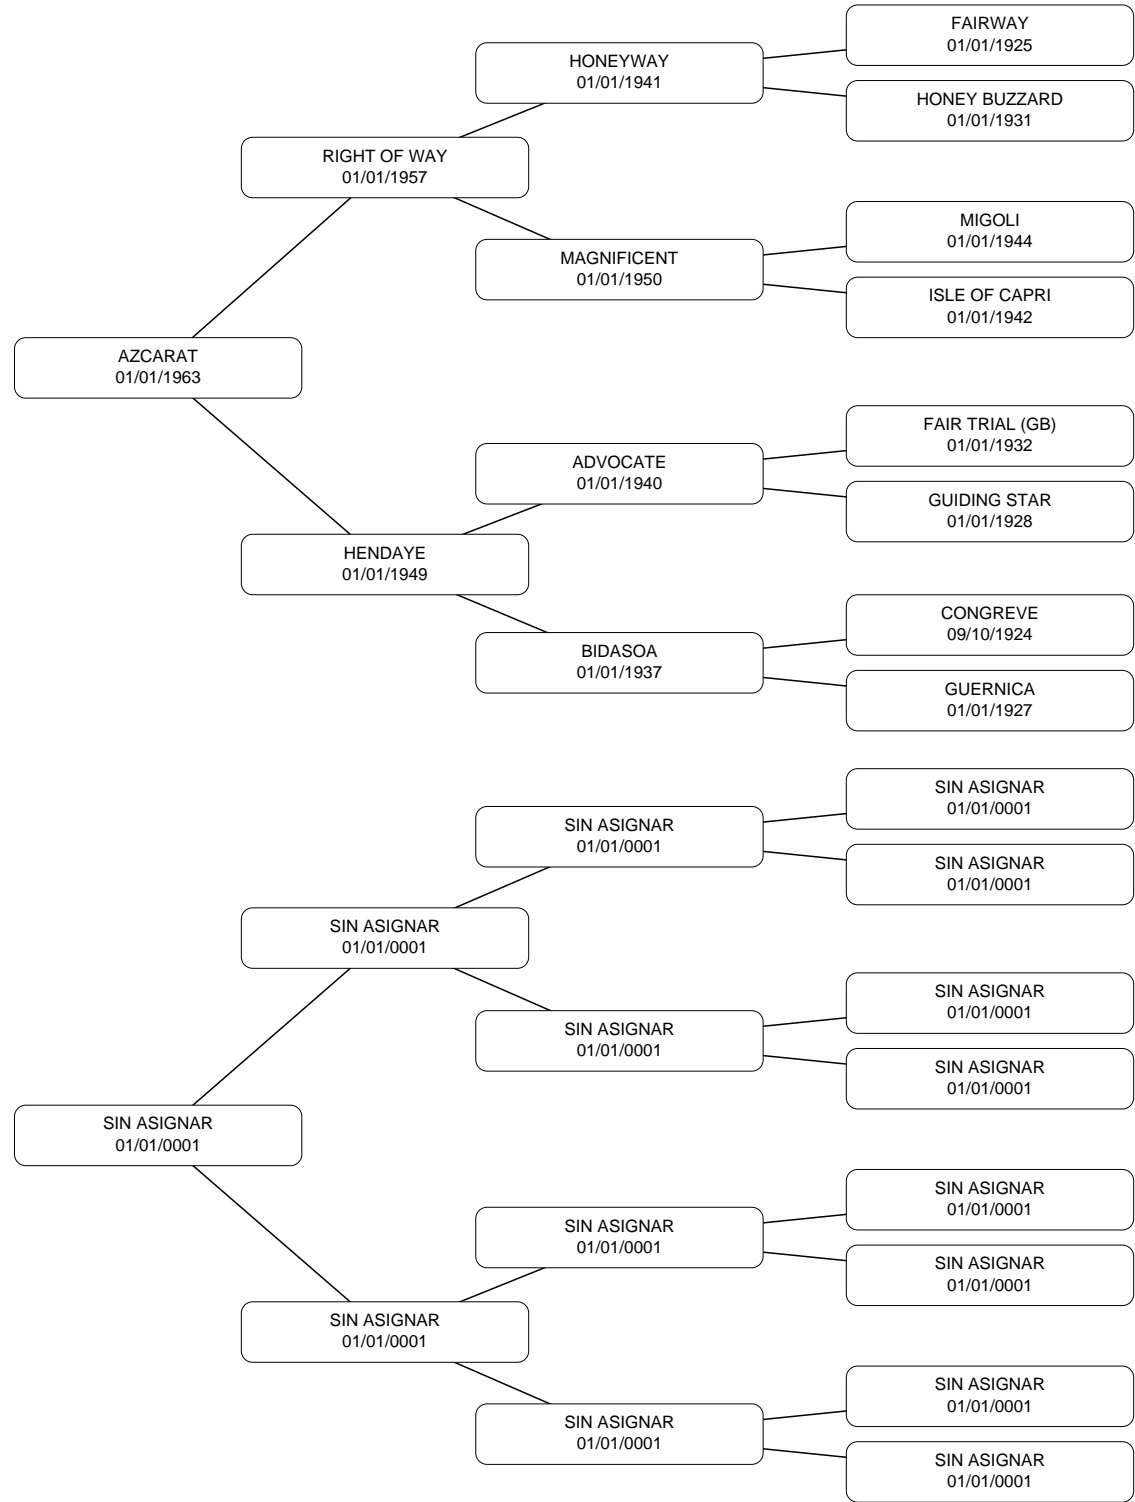 FAIRWAY
01/01/1925
HONEYWAY
01/01/1941
HONEY BUZZARD
01/01/1931
RIGHT OF WAY
01/01/1957
MIGOLI
01/01/1944
MAGNIFICENT
01/01/1950
ISLE OF CAPRI
01/01/1942
AZCARAT
01/01/1963
FAIR TRIAL (GB)
01/01/1932
ADVOCATE
01/01/1940
GUIDING STAR
01/01/1928
HENDAYE
01/01/1949
CONGREVE
09/10/1924
BIDASOA
01/01/1937
GUERNICA
01/01/1927
SIN ASIGNAR
01/01/0001
SIN ASIGNAR
01/01/0001
SIN ASIGNAR
01/01/0001
SIN ASIGNAR
01/01/0001
SIN ASIGNAR
01/01/0001
SIN ASIGNAR
01/01/0001
SIN ASIGNAR
01/01/0001
SIN ASIGNAR
01/01/0001
SIN ASIGNAR
01/01/0001
SIN ASIGNAR
01/01/0001
SIN ASIGNAR
01/01/0001
SIN ASIGNAR
01/01/0001
SIN ASIGNAR
01/01/0001
SIN ASIGNAR
01/01/0001
SIN ASIGNAR
01/01/0001